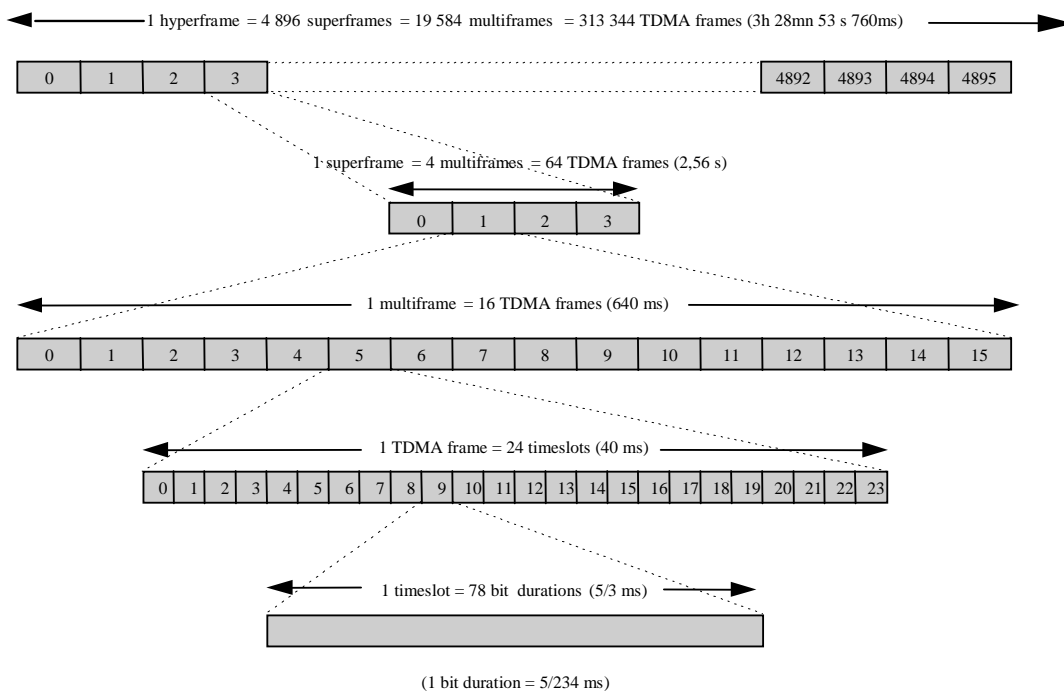 1 hyperframe = 4 896 superframes = 19 584 multiframes = 313 344 TDMA frames (3h 28mn 53 s 760ms)
0 1 2 3 4892 4893 4894 4895
1 superframe = 4 multiframes = 64 TDMA frames (2,56 s)
0 1 2 3
1 multiframe = 16 TDMA frames (640 ms)
0 1 2 3 4 5 6 7 8 9 10 11 12 13 14 15
1 TDMA frame = 24 timeslots (40 ms)
0 1 2 3 4 5 6 7 8 9 10 11 12 13 14 15 16 17 18 19 20 21 22 23
1 timeslot = 78 bit durations (5/3 ms)
(1 bit duration = 5/234 ms)